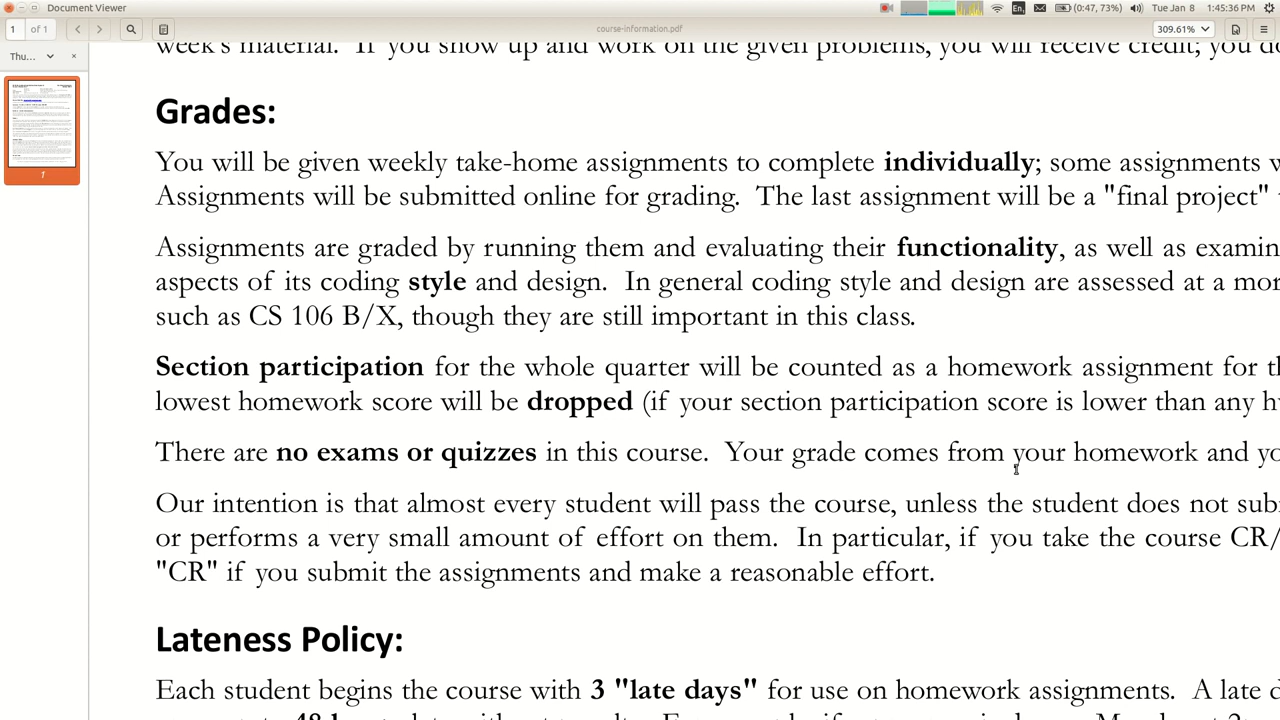 Document Viewer
En
(0:47, 73%)
Tue Jan 8
1:45:36 PM
1 of 1
course-information.pdf
309.61%
Thu...
1
week's material. If you show up and work on the given problems, you will receive credit; you
Grades:
You will be given weekly take-home assignments to complete individually; some assignments
Assignments will be submitted online for grading. The last assignment will be a "final project"
Assignments are graded by running them and evaluating their functionality, as well as examin
aspects of its coding style and design. In general coding style and design are assessed at a mor
such as CS 106 B/X, though they are still important in this class.
Section participation for the whole quarter will be counted as a homework assignment for th
lowest homework score will be dropped (if your section participation score is lower than any h
There are no exams or quizzes in this course. Your grade comes from your homework and yo
Our intention is that almost every student will pass the course, unless the student does not sub
or performs a very small amount of effort on them. In particular, if you take the course CR/
"CR" if you submit the assignments and make a reasonable effort.
Lateness Policy:
Each student begins the course with 3 "late days" for use on homework assignments. A late d